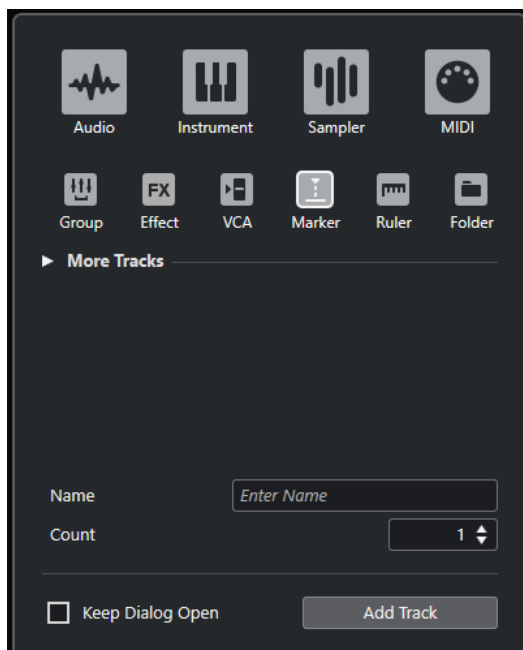 Audio Instrument Sampler MIDI
FX
Group Effect VCA Marker Ruler Folder
More Tracks
Name Enter Name
Count 1
Keep Dialog Open Add Track